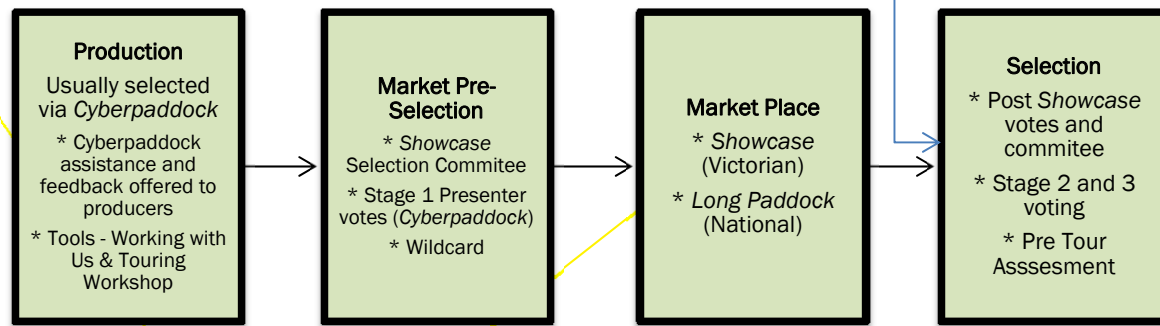 Production
Usually selected
via Cyberpaddock
* Cyberpaddock
assistance and
feedback offered to
producers
* Tools - Working with
Us & Touring
Workshop
Market Pre-
Selection
* Showcase
Selection Commitee
* Stage 1 Presenter
votes (Cyberpaddock)
* Wildcard
Market Place
* Showcase
(Victorian)
* Long Paddock
(National)
Selection
* Post Showcase
votes and
commitee
* Stage 2 and 3
voting
* Pre Tour
Asssesment